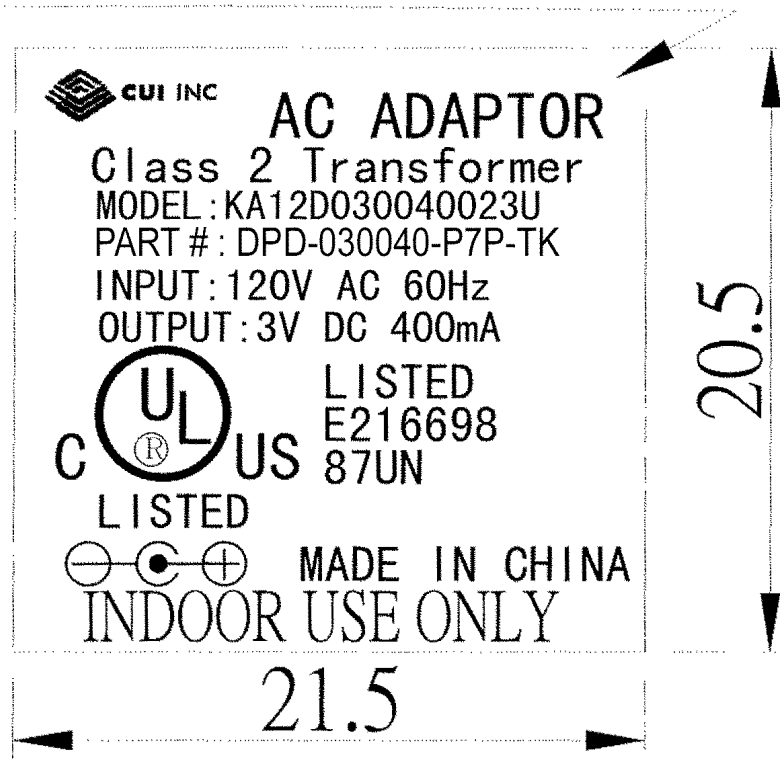 CUI INC
AC ADAPTOR
Class 2 Transformer
MODEL:KA12D030040023U
PART #: DPD-030040-P7P-TK
INPUT:120V AC 60Hz
OUTPUT:3V DC 400mA
UL ®
C US
LISTED
LISTED
E216698
87UN
MADE IN CHINA
INDOOR USE ONLY
20.5
21.5